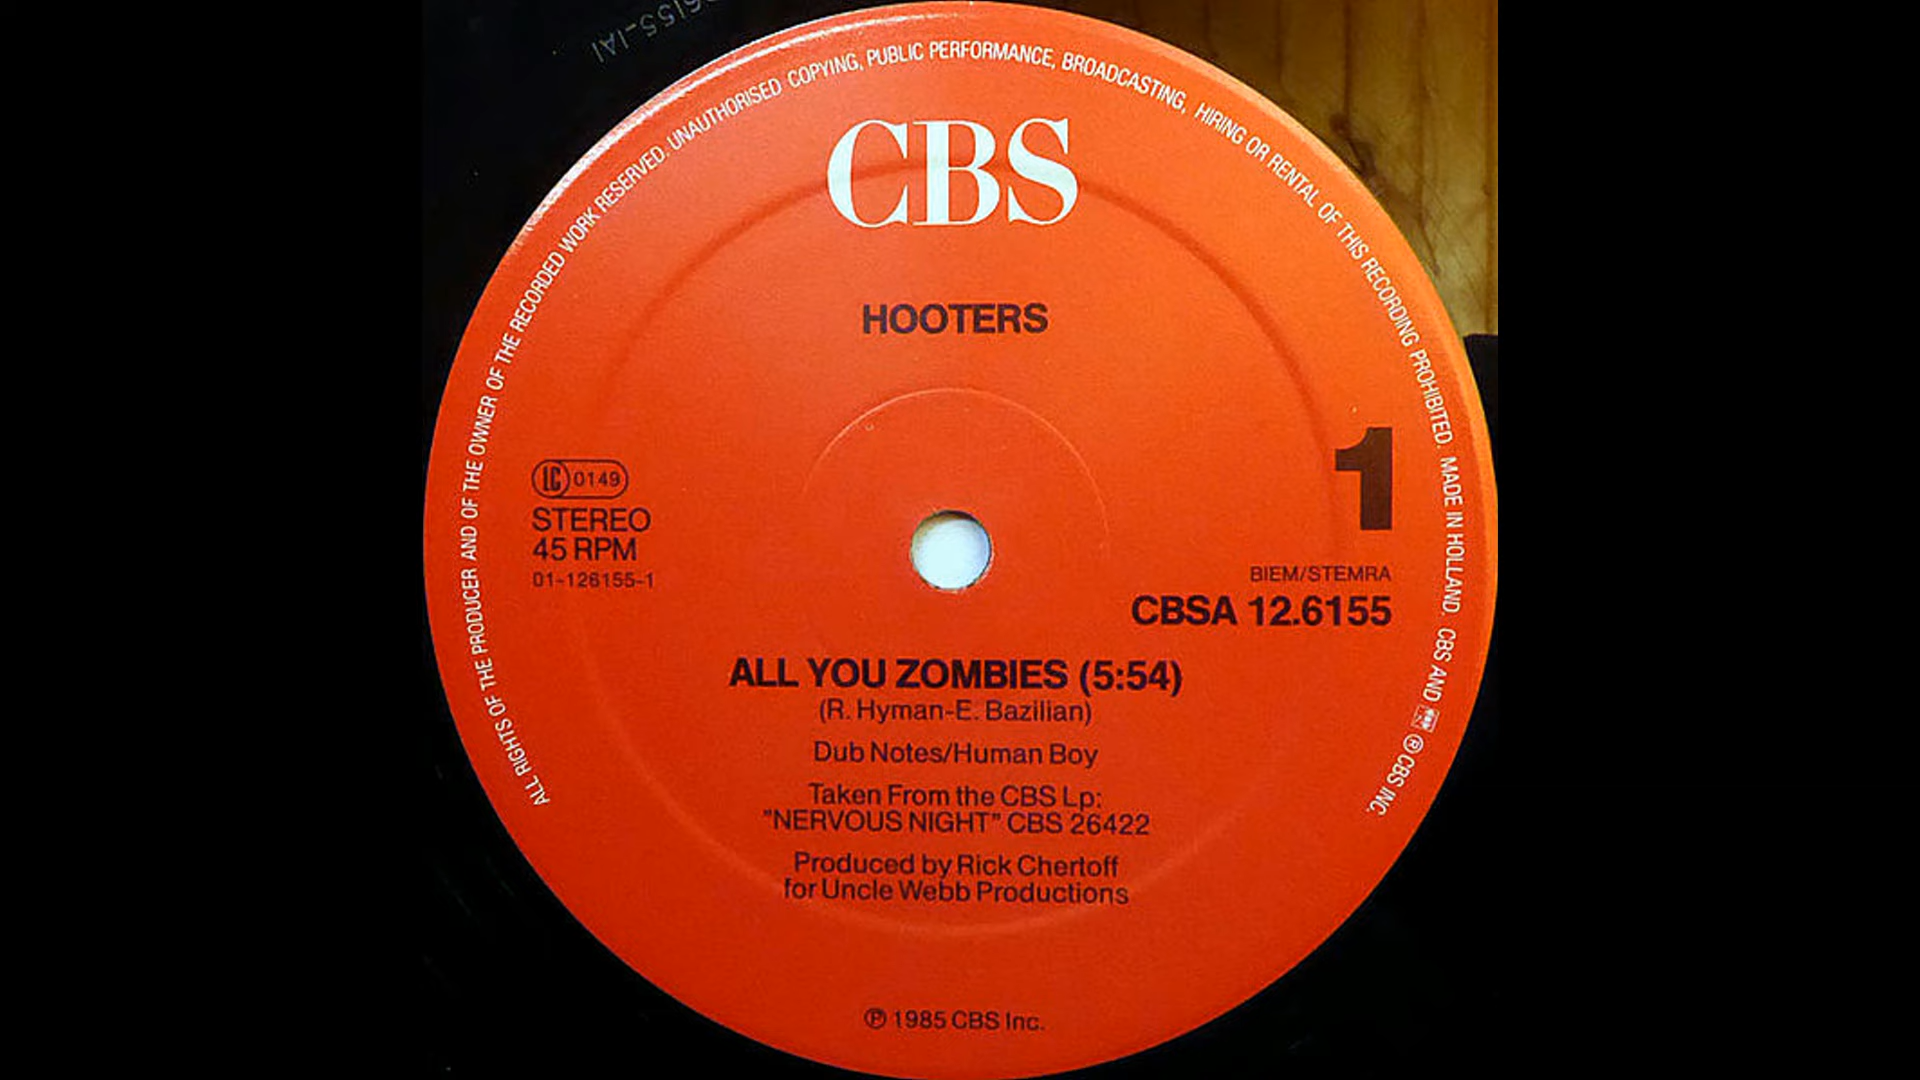 6155-1A1
ALL RIGHTS OF THE PRODUCER AND OF THE OWNER OF THE RECORDED WORK RESERVED. UNAUTHORISED COPYING, PUBLIC PERFORMANCE, BROADCASTING, HIRING OR RENTAL OF THIS RECORDING PROHIBITED. MADE IN HOLLAND. CBS AND ℗ CBS INC.
CBS
HOOTERS
1
LC 0149
STEREO
45 RPM
01-126155-1
BIEM/STEMRA
CBSA 12.6155
ALL YOU ZOMBIES (5:54)
(R. Hyman-E. Bazilian)
Dub Notes/Human Boy
Taken From the CBS Lp:
"NERVOUS NIGHT" CBS 26422
Produced by Rick Chertoff
for Uncle Webb Productions
℗ 1985 CBS Inc.